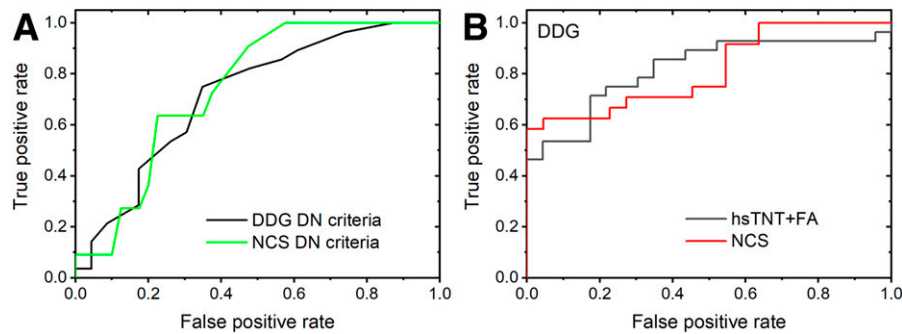 A
1.0
0.8
0.6
0.4
0.2
0.0
True positive rate
DDG DN criteria
NCS DN criteria
0.0 0.2 0.4 0.6 0.8 1.0
False positive rate
B
DDG
1.0
0.8
0.6
0.4
0.2
0.0
True positive rate
hsTNT+FA
NCS
0.0 0.2 0.4 0.6 0.8 1.0
False positive rate